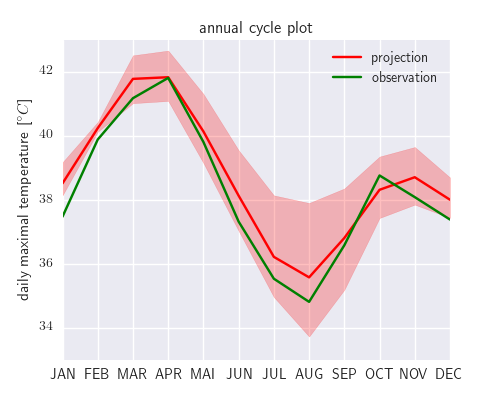 annual cycle plot
projection
observation
daily maximal temperature [°C]
42
40
38
36
34
JAN FEB MAR APR MAI JUN JUL AUG SEP OCT NOV DEC